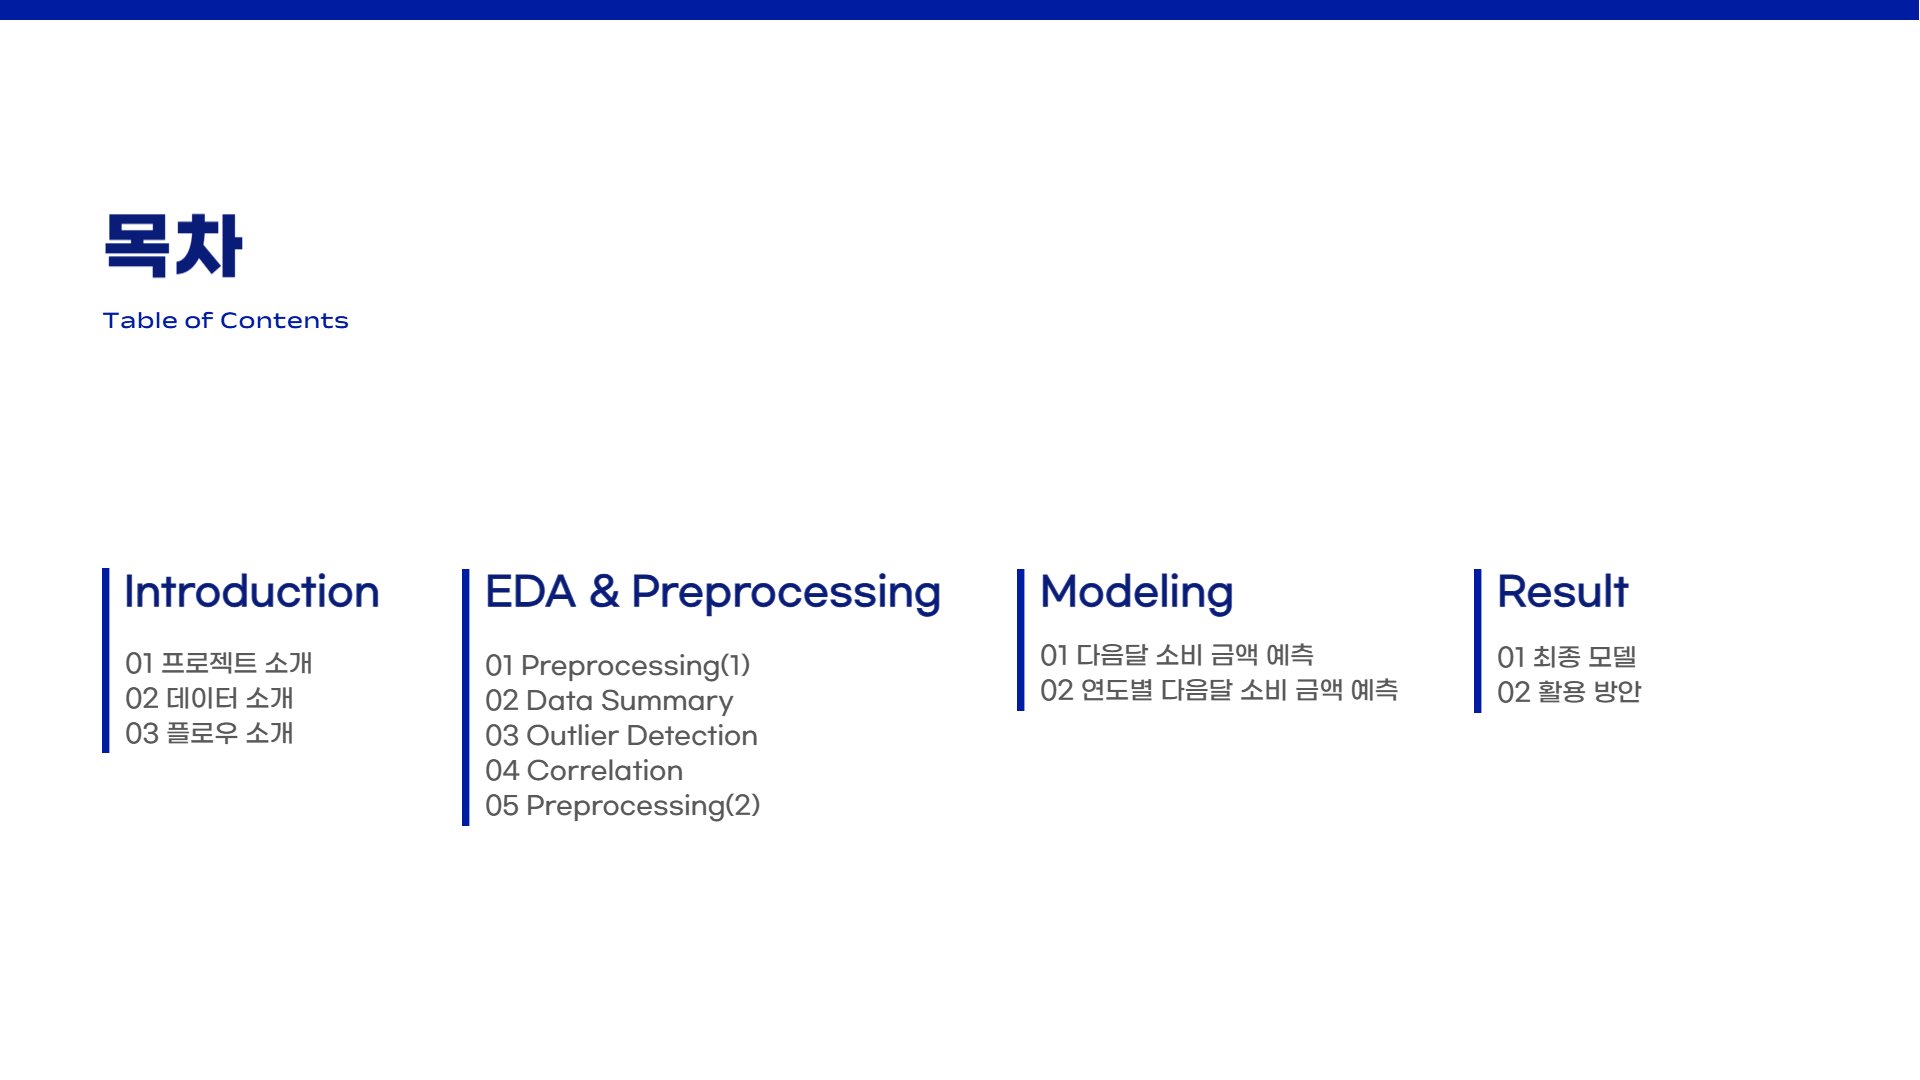 목차
Table of Contents
Introduction
01 프로젝트 소개
02 데이터 소개
03 플로우 소개
EDA & Preprocessing
01 Preprocessing(1)
02 Data Summary
03 Outlier Detection
04 Correlation
05 Preprocessing(2)
Modeling
01 다음달 소비 금액 예측
02 연도별 다음달 소비 금액 예측
Result
01 최종 모델
02 활용 방안